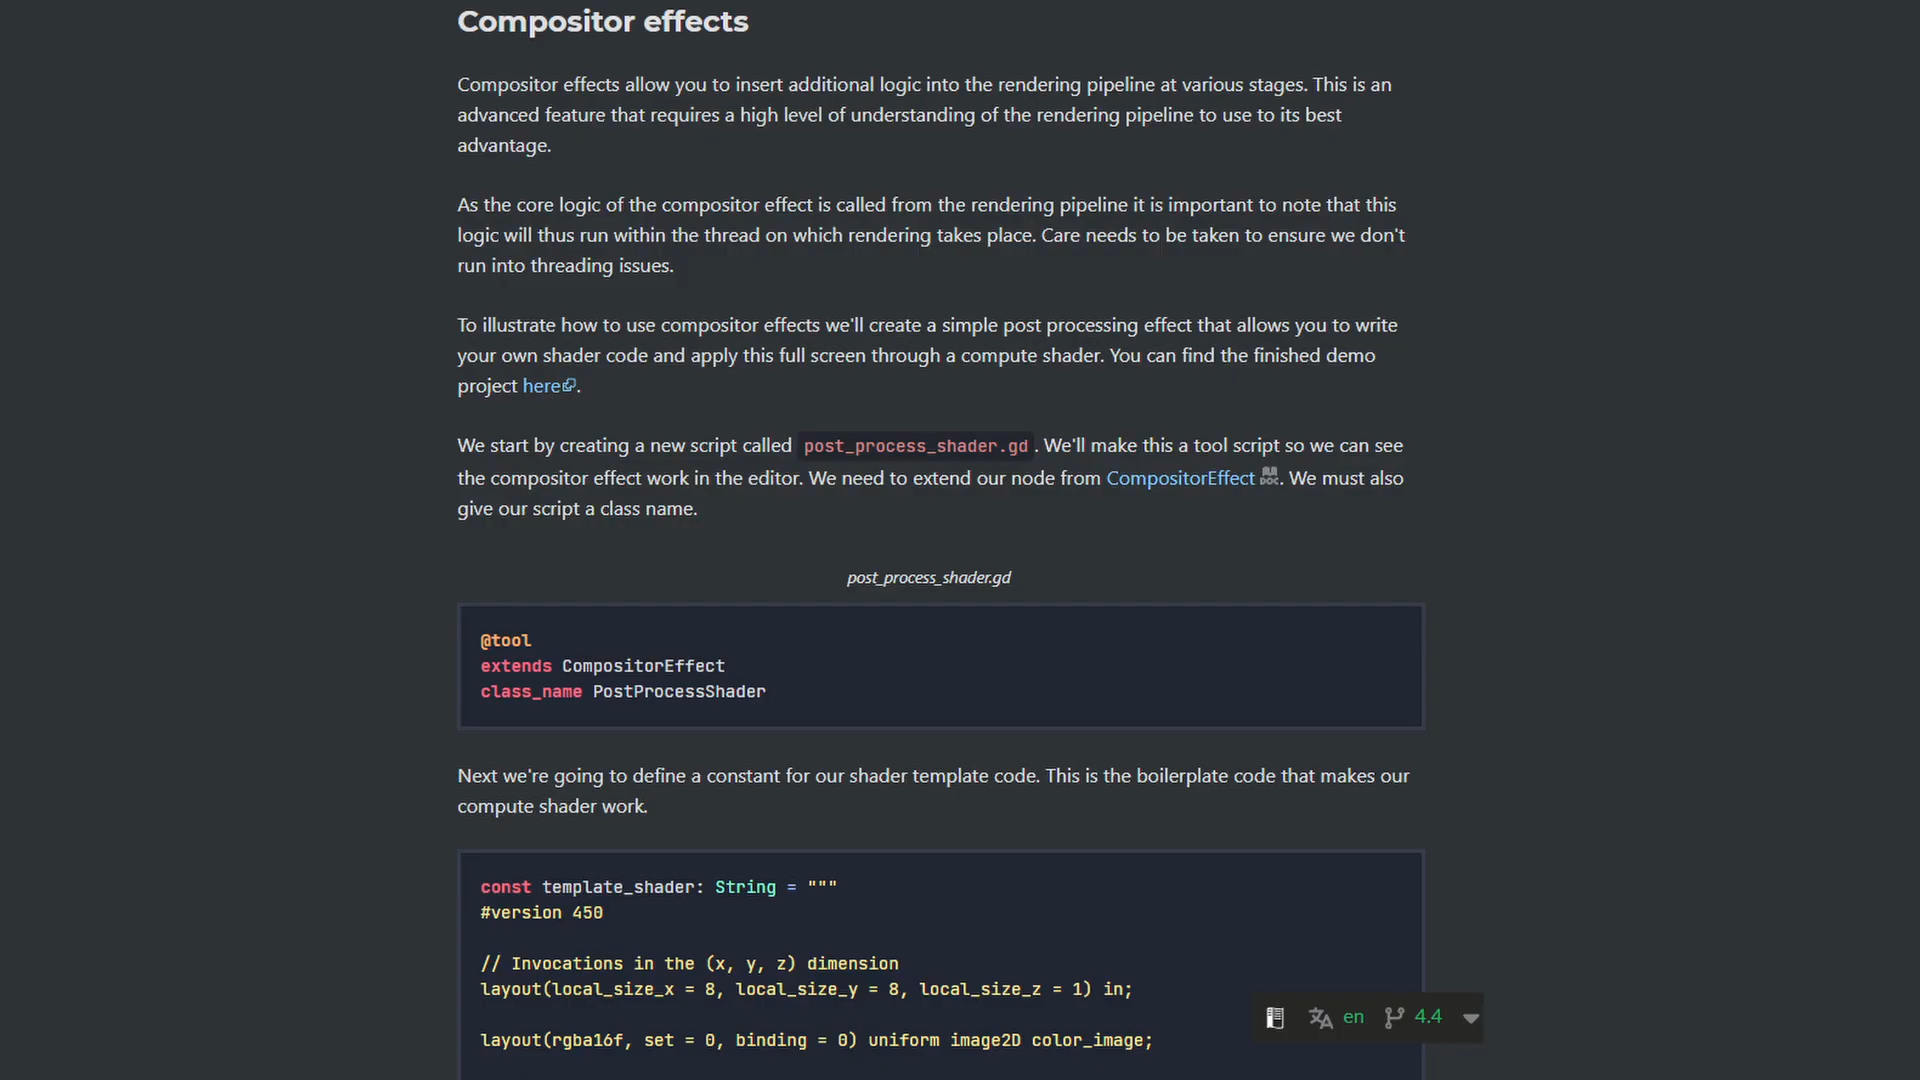 Compositor effects
Compositor effects allow you to insert additional logic into the rendering pipeline at various stages. This is an
advanced feature that requires a high level of understanding of the rendering pipeline to use to its best
advantage.
As the core logic of the compositor effect is called from the rendering pipeline it is important to note that this
logic will thus run within the thread on which rendering takes place. Care needs to be taken to ensure we don't
run into threading issues.
To illustrate how to use compositor effects we'll create a simple post processing effect that allows you to write
your own shader code and apply this full screen through a compute shader. You can find the finished demo
project here.
We start by creating a new script called post_process_shader.gd. We'll make this a tool script so we can see
the compositor effect work in the editor. We need to extend our node from CompositorEffect DOC. We must also
give our script a class name.
post_process_shader.gd
@tool
extends CompositorEffect
class_name PostProcessShader
Next we're going to define a constant for our shader template code. This is the boilerplate code that makes our
compute shader work.
const template_shader: String = """
#version 450
// Invocations in the (x, y, z) dimension
layout(local_size_x = 8, local_size_y = 8, local_size_z = 1) in;
layout(rgba16f, set = 0, binding = 0) uniform image2D color_image;
en 4.4